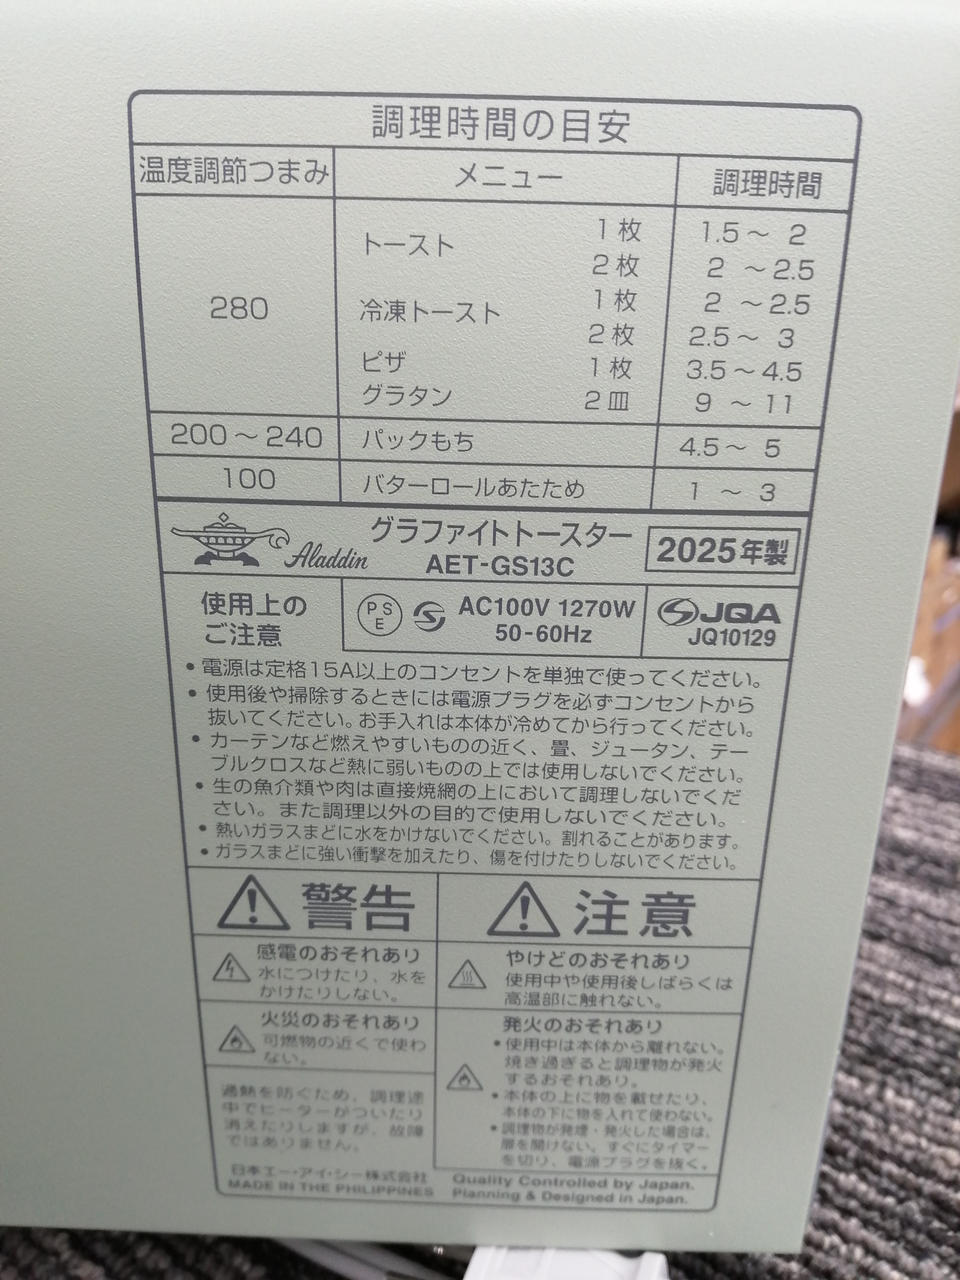 調理時間の目安
温度調節つまみ メニュー 調理時間
280 トースト 1枚 1.5～ 2
2枚 2 ～2.5
冷凍トースト 1枚 2 ～2.5
2枚 2.5～ 3
ピザ 1枚 3.5～4.5
グラタン 2皿 9 ～ 11
200～240 パックもち 4.5～ 5
100 バターロールあたため 1 ～ 3
Aladdin グラファイトトースター
AET-GS13C
2025年製
使用上の
ご注意
PSE
AC100V 1270W
50-60Hz
JQA
JQ10129
•電源は定格15A以上のコンセントを単独で使ってください。
•使用後や掃除するときには電源プラグを必ずコンセントから
抜いてください。お手入れは本体が冷めてから行ってください。
•カーテンなど燃えやすいものの近く、畳、ジュータン、テー
ブルクロスなど熱に弱いものの上では使用しないでください。
•生の魚介類や肉は直接焼網の上において調理しないでくだ
さい。また調理以外の目的で使用しないでください。
•熱いガラスまどに水をかけないでください。割れることがあります。
•ガラスまどに強い衝撃を加えたり、傷を付けたりしないでください。
警告
感電のおそれあり
水につけたり、水を
かけたりしない。
火災のおそれあり
可燃物の近くで使わ
ない。
過熱を防ぐため、調理途
中でヒーターがついたり
消えたりしますが、故障
ではありません。
注意
やけどのおそれあり
使用中や使用後しばらくは
高温部に触れない。
発火のおそれあり
•使用中は本体から離れない。
焼き過ぎると調理物が発火
するおそれあり。
•本体の上に物を載せたり、
本体の下に物を入れて使わない。
•調理物が発煙・発火した場合は、
扉を開けない。すぐにタイマー
を切り、電源プラグを抜く。
日本エー・アイ・シー株式会社
MADE IN THE PHILIPPINES
Quality Controlled by Japan.
Planning & Designed in Japan.